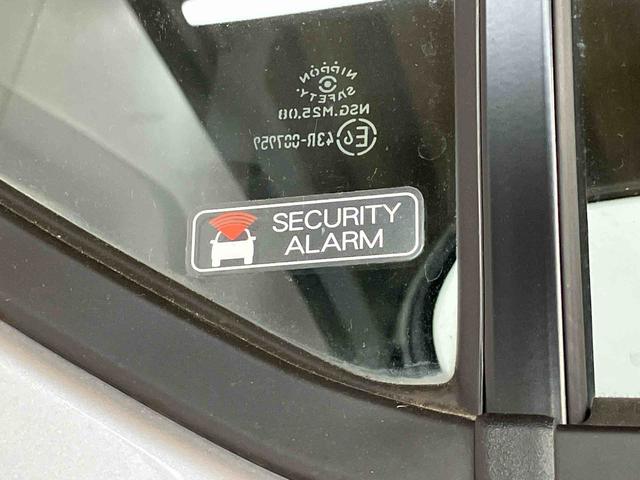 NIPPON
SAFETY
NSG.M25.08
E6 43R-007959
SECURITY
ALARM